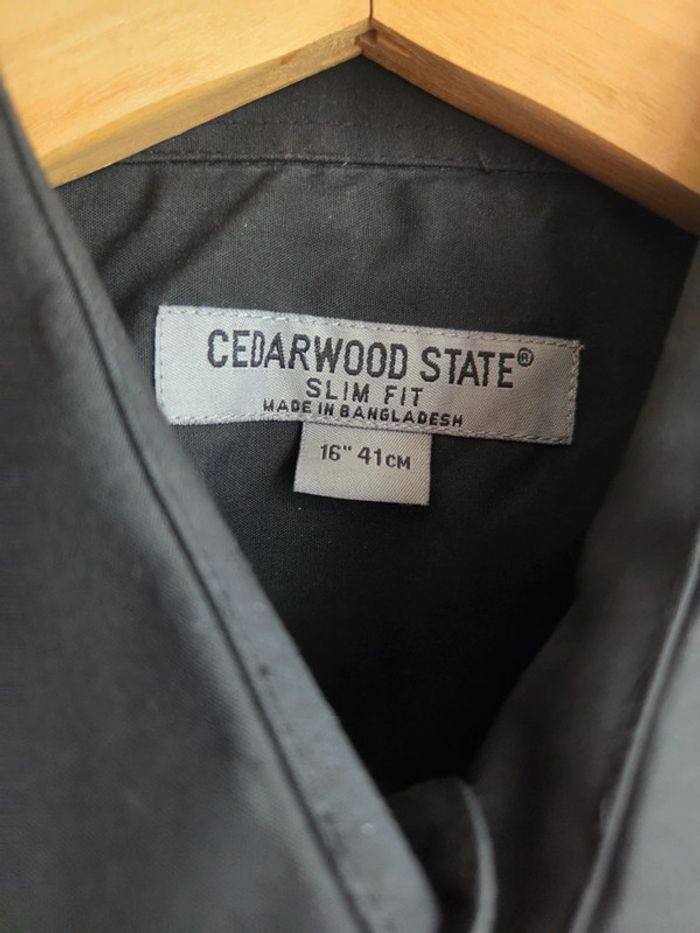 CEDARWOOD STATE®
SLIM FIT
MADE IN BANGLADESH
16" 41CM